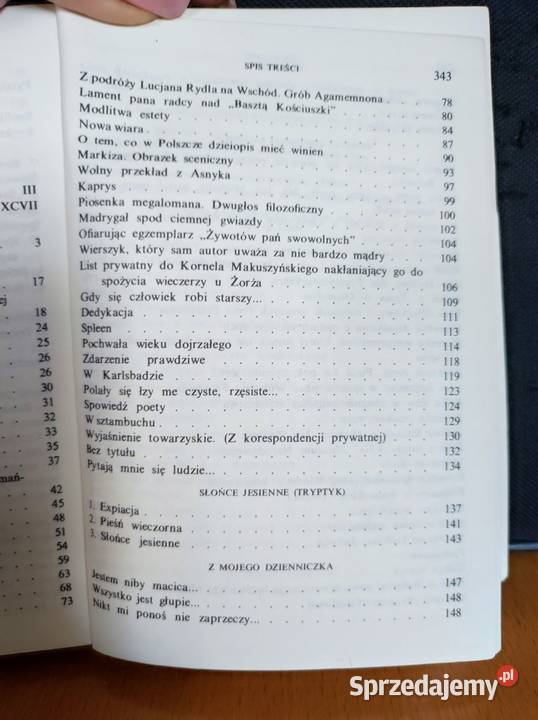 III
XCVII
3
17
ej
18
24
25
26
26
30
31
32
33
35
37
mań-
42
45
48
51
54
59
63
68
73
SPIS TREŚCI 343
Z podróży Lucjana Rydla na Wschód. Grób Agamemnona . . . 78
Lament pana radcy nad „Basztą Kościuszki” . . . 80
Modlitwa estety . . . 84
Nowa wiara . . . 87
O tem, co w Polszcze dzieiopis mieć winien . . . 90
Markiza. Obrazek sceniczny . . . 93
Wolny przekład z Asnyka . . . 97
Kaprys . . . 99
Piosenka megalomana. Dwugłos filozoficzny . . . 100
Madrygał spod ciemnej gwiazdy . . . 102
Ofiarując egzemplarz „Żywotów pań swowolnych” . . . 104
Wierszyk, który sam autor uważa za nie bardzo mądry . . . 104
List prywatny do Kornela Makuszyńskiego nakłaniający go do
spożycia wieczerzy u Żorża . . . 106
Gdy się człowiek robi starszy... . . . 109
Dedykacja . . . 111
Spleen . . . 113
Pochwała wieku dojrzałego . . . 114
Zdarzenie prawdziwe . . . 118
W Karlsbadzie . . . 119
Polały się łzy me czyste, rzęsiste... . . . 123
Spowiedź poety . . . 124
W sztambuchu . . . 129
Wyjaśnienie towarzyskie. (Z korespondencji prywatnej) . . . 130
Bez tytułu . . . 132
Pytają mnie się ludzie... . . . 134
SŁOŃCE JESIENNE (TRYPTYK)
1. Expiacja . . . 137
2. Pieśń wieczorna . . . 141
3. Słońce jesienne . . . 143
Z MOJEGO DZIENNICZKA
Jestem niby macica... . . . 147
Wszystko jest głupie... . . . 148
Nikt mi ponoś nie zaprzeczy... . . . 148
Sprzedajemy.pl